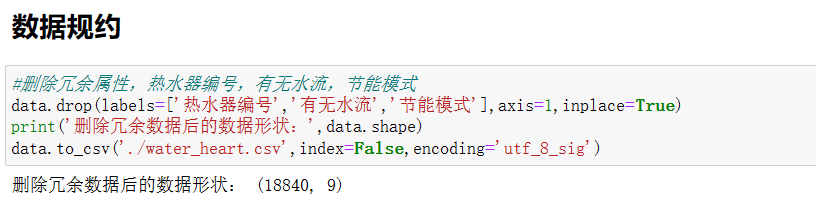 数据规约
#删除冗余属性，热水器编号，有无水流，节能模式
data.drop(labels=['热水器编号','有无水流','节能模式'],axis=1,inplace=True)
print('删除冗余数据后的数据形状：',data.shape)
data.to_csv('./water_heart.csv',index=False,encoding='utf_8_sig')
删除冗余数据后的数据形状： (18840, 9)